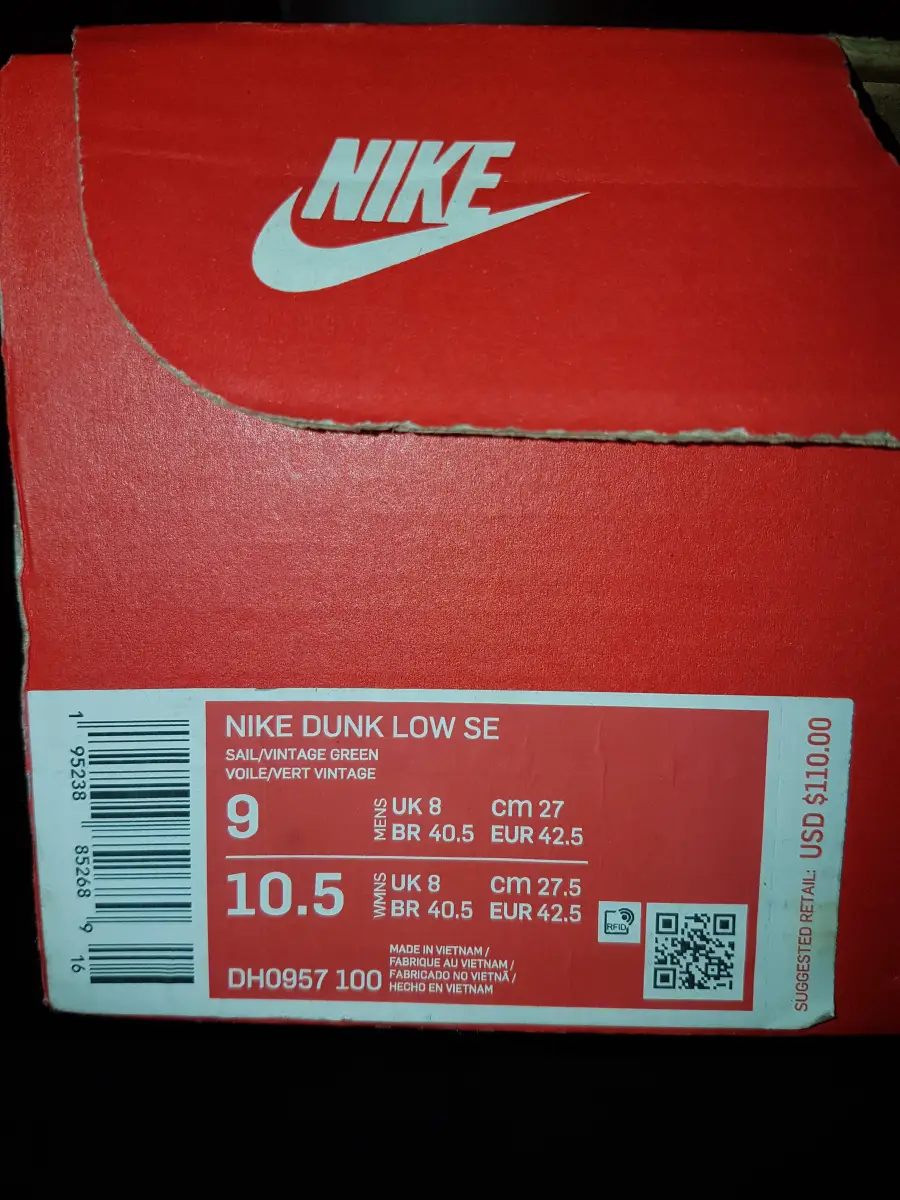 NIKE
NIKE DUNK LOW SE
SAIL/VINTAGE GREEN
VOILE/VERT VINTAGE
9
MENS
UK 8 cm 27
BR 40.5 EUR 42.5
10.5
WMNS
UK 8 cm 27.5
BR 40.5 EUR 42.5
RFID
DH0957 100
MADE IN VIETNAM /
FABRIQUE AU VIETNAM /
FABRICADO NO VIETNÃ /
HECHO EN VIETNAM
1 95238 85268 9 16
SUGGESTED RETAIL: USD $110.00